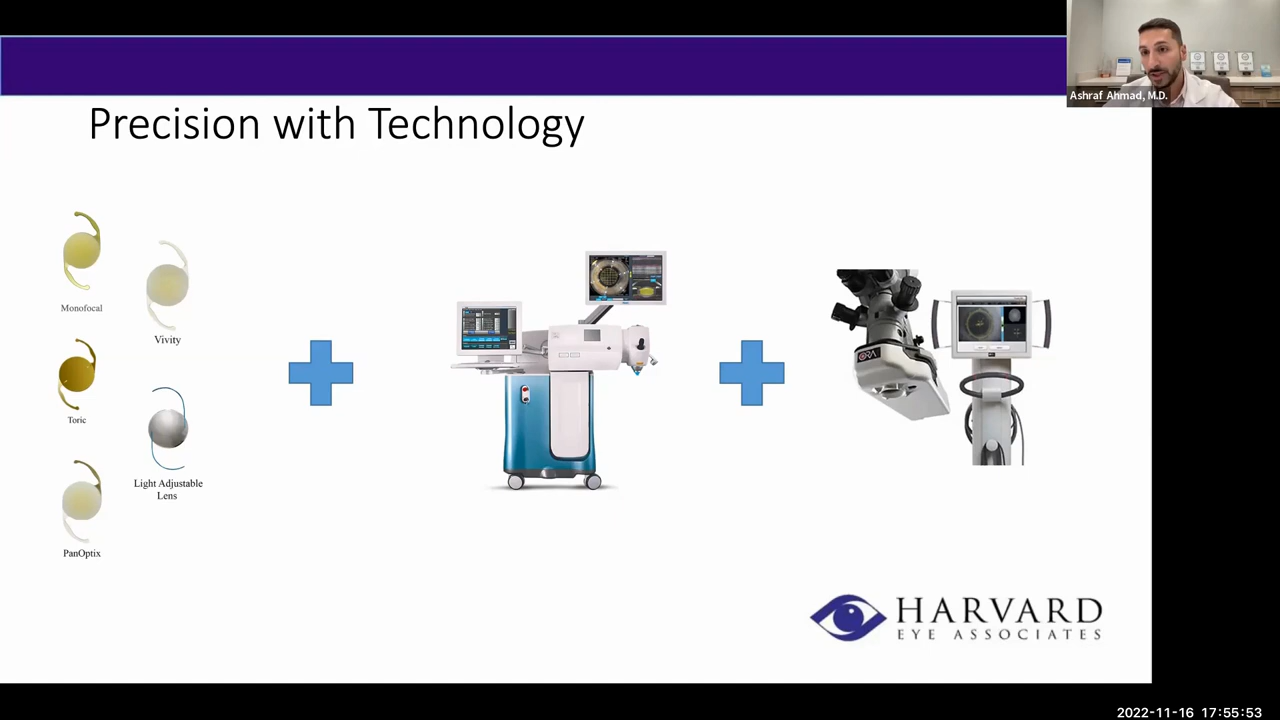 Ashraf Ahmad, M.D.
Precision with Technology
Monofocal
Vivity
Toric
Light Adjustable
Lens
PanOptix
ORA
HARVARD
EYE ASSOCIATES
2022-11-16 17:55:53